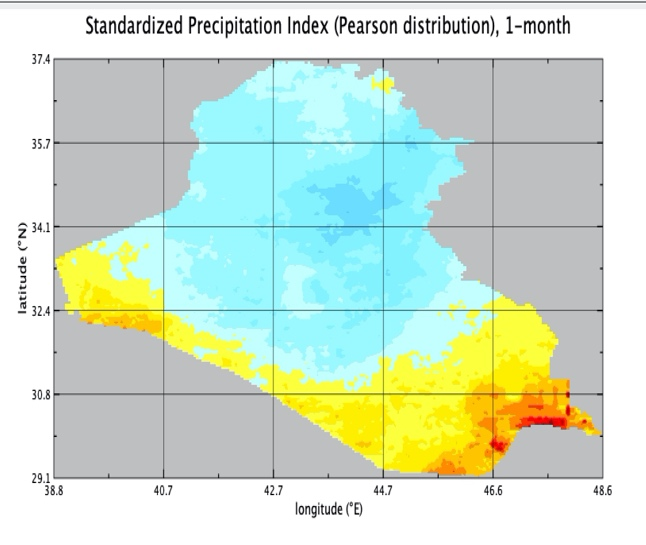 Standardized Precipitation Index (Pearson distribution), 1-month
37.4
35.7
34.1
32.4
30.8
29.1
latitude (°N)
38.8 40.7 42.7 44.7 46.6 48.6
longitude (°E)